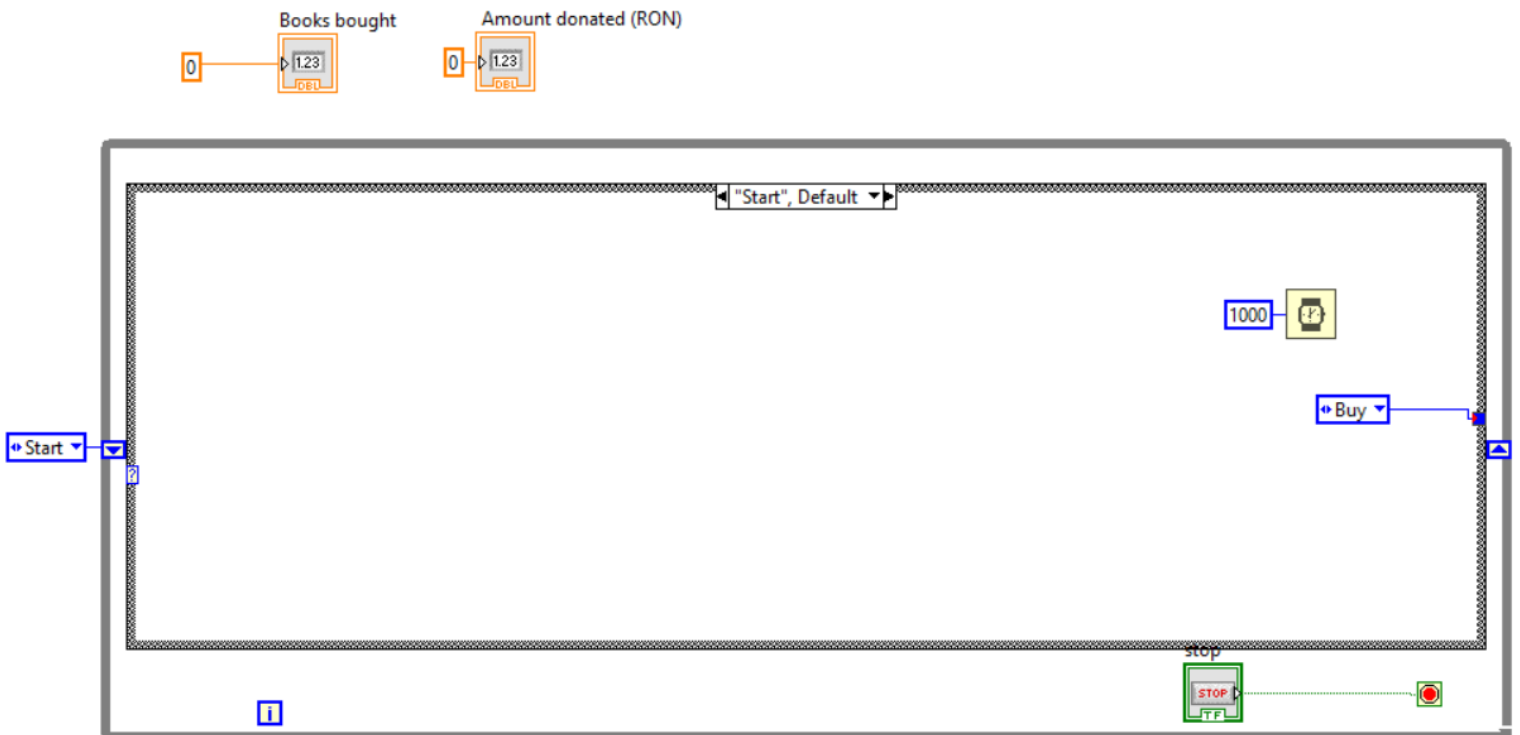 Books bought
Amount donated (RON)
0
1.23
DBL
0
1.23
DBL
"Start", Default
1000
Buy
Start
?
stop
STOP
TF
i